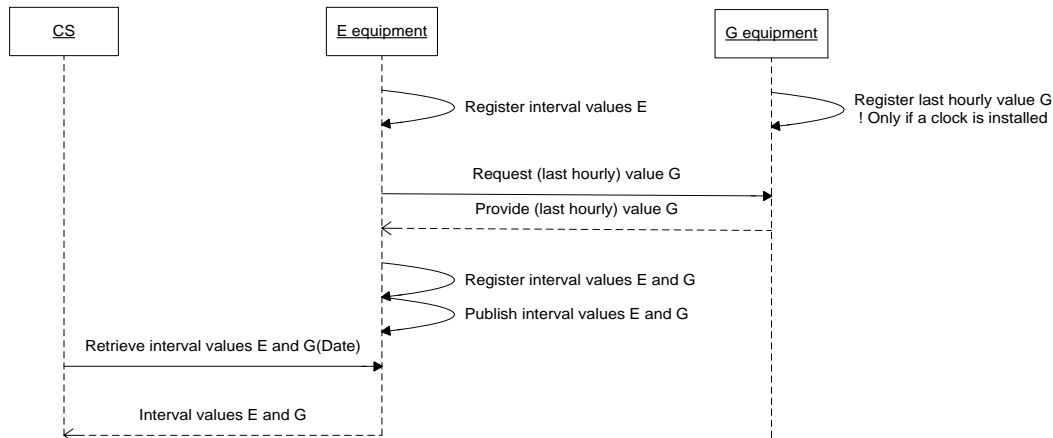 CS
E equipment
G equipment
Register interval values E
Register last hourly value G
! Only if a clock is installed
Request (last hourly) value G
Provide (last hourly) value G
Register interval values E and G
Publish interval values E and G
Retrieve interval values E and G(Date)
Interval values E and G